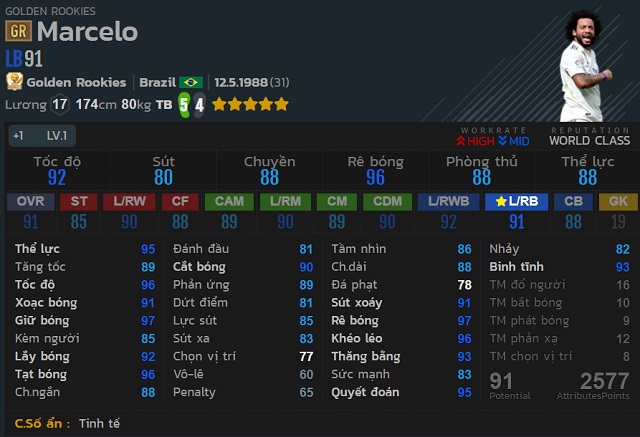 GOLDEN ROOKIES
GR Marcelo
LB 91
Golden Rookies Brazil 12.5.1988 (31)
Lương 17 174cm 80kg TB 5 4
+1 LV.1
WORKRATE HIGH MID REPUTATION WORLD CLASS
Tốc độ Sút Chuyền Rê bóng Phòng thủ Thể lực
92 80 88 96 88 88
OVR ST L/RW CF CAM L/RM CM CDM L/RWB L/RB CB GK
91 85 90 88 89 90 89 90 92 91 88 19
Thể lực 95 Đánh đầu 81 Tầm nhìn 86 Nhảy 82
Tăng tốc 89 Cắt bóng 90 Ch.dài 88 Bình tĩnh 93
Tốc độ 96 Phản ứng 89 Đá phạt 78 TM đổ người 16
Xoạc bóng 91 Dứt điểm 81 Sút xoáy 91 TM bắt bóng 10
Giữ bóng 97 Lực sút 85 Rê bóng 97 TM phát bóng 9
Kèm người 85 Sút xa 83 Khéo léo 96 TM phản xạ 12
Lấy bóng 92 Chọn vị trí 77 Thăng bằng 93 TM chọn vị trí 8
Tạt bóng 96 Vô-lê 60 Sức mạnh 83
Ch.ngắn 88 Penalty 65 Quyết đoán 95
91 2577
Potential AttributesPoints
C.Số ẩn : Tinh tế